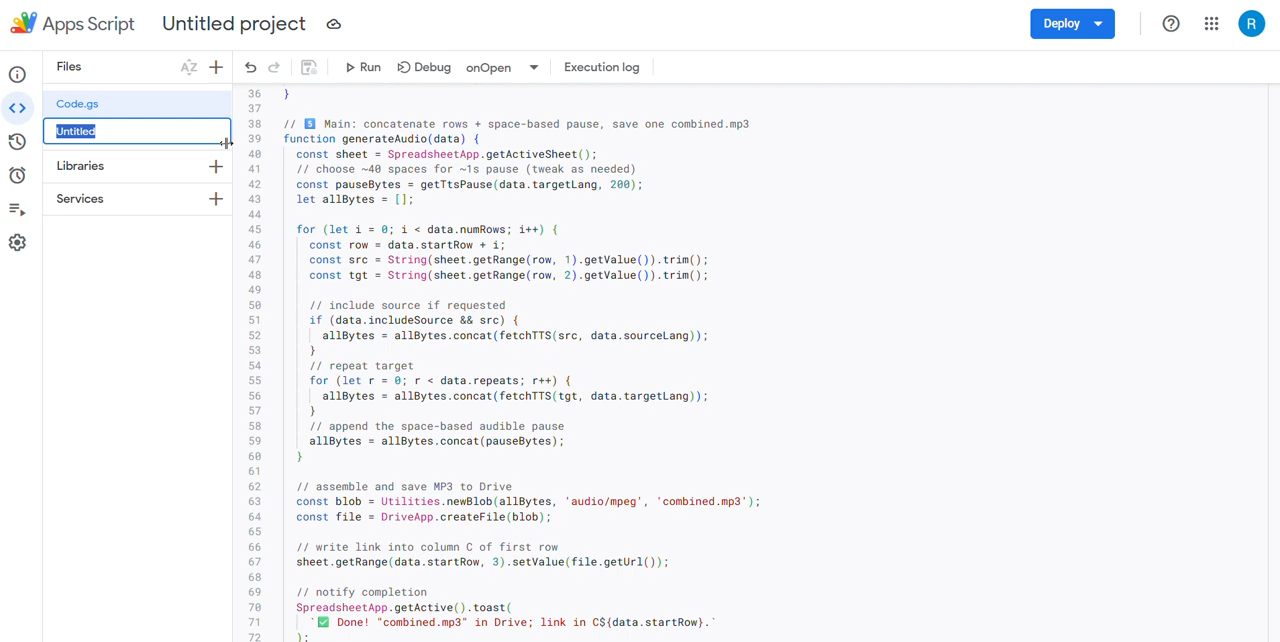 Apps Script
Untitled project
Deploy
R
Files
AZ
Run
Debug
onOpen
Execution log
Code.gs
Untitled
Libraries
Services
36 }
37
38 // 5 Main: concatenate rows + space-based pause, save one combined.mp3
39 function generateAudio(data) {
40 const sheet = SpreadsheetApp.getActiveSheet();
41 // choose ~40 spaces for ~1s pause (tweak as needed)
42 const pauseBytes = getTtsPause(data.targetLang, 200);
43 let allBytes = [];
44
45 for (let i = 0; i < data.numRows; i++) {
46 const row = data.startRow + i;
47 const src = String(sheet.getRange(row, 1).getValue()).trim();
48 const tgt = String(sheet.getRange(row, 2).getValue()).trim();
49
50 // include source if requested
51 if (data.includeSource && src) {
52 allBytes = allBytes.concat(fetchTTS(src, data.sourceLang));
53 }
54 // repeat target
55 for (let r = 0; r < data.repeats; r++) {
56 allBytes = allBytes.concat(fetchTTS(tgt, data.targetLang));
57 }
58 // append the space-based audible pause
59 allBytes = allBytes.concat(pauseBytes);
60 }
61
62 // assemble and save MP3 to Drive
63 const blob = Utilities.newBlob(allBytes, 'audio/mpeg', 'combined.mp3');
64 const file = DriveApp.createFile(blob);
65
66 // write link into column C of first row
67 sheet.getRange(data.startRow, 3).setValue(file.getUrl());
68
69 // notify completion
70 SpreadsheetApp.getActive().toast(
71 `✅ Done! "combined.mp3" in Drive; link in C${data.startRow}.`
72 );